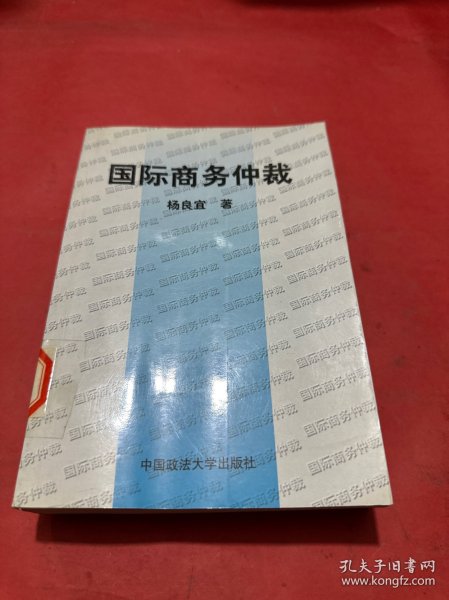 国际商务仲裁
杨良宜 著
中国政法大学出版社
孔夫子旧书网
www.kongfz.com